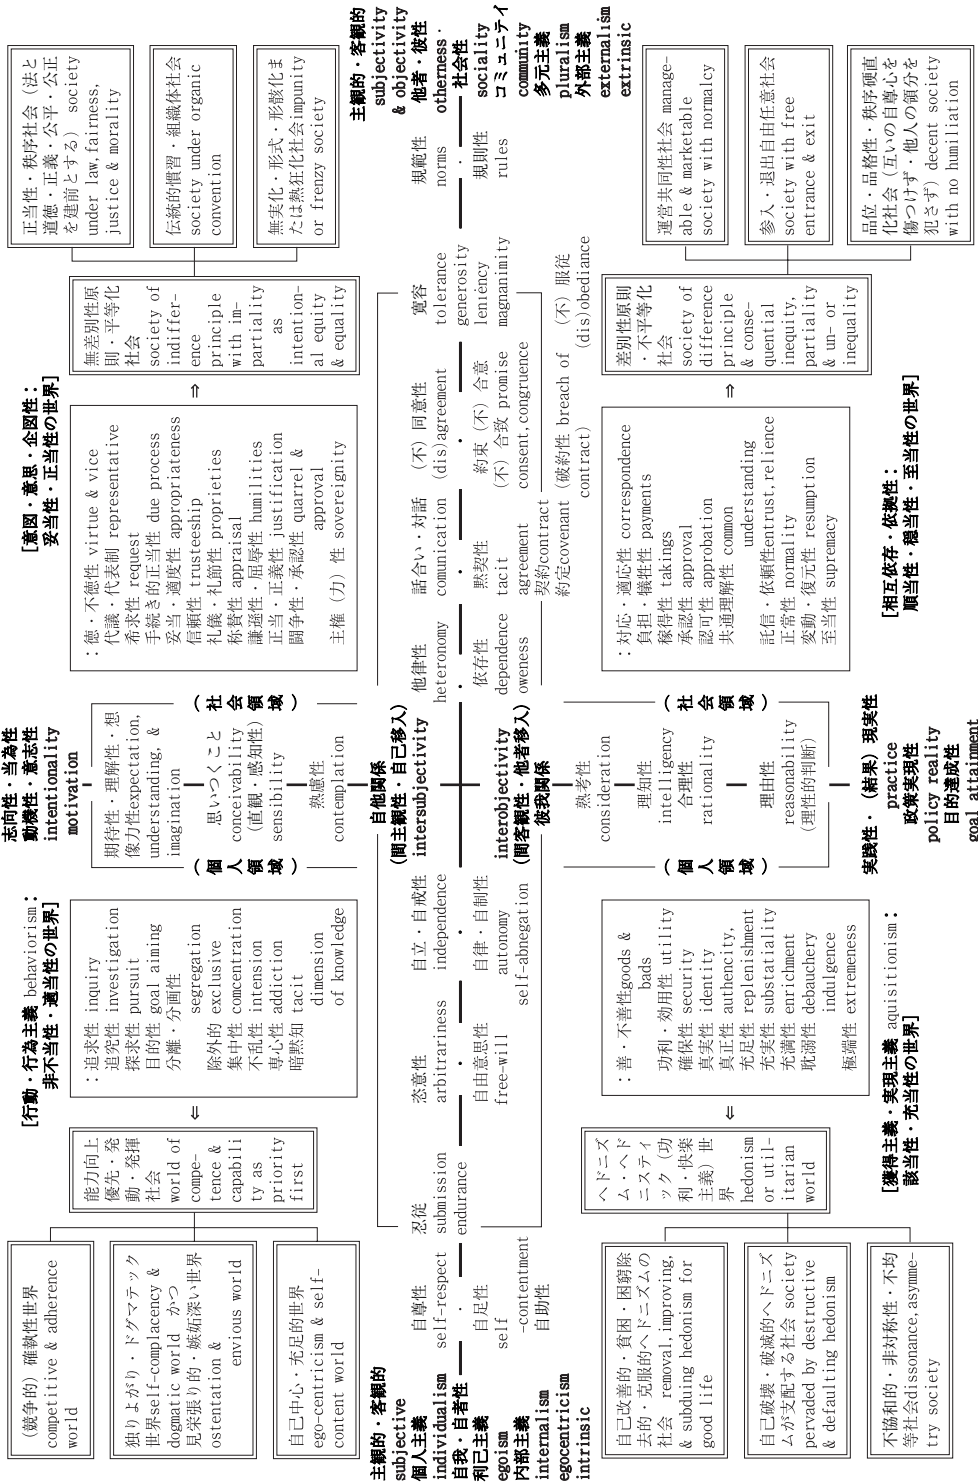 志向性・当為性
動機性・意志性
intentionality
motivation
(競争的) 確執性世界
competitive & adherence
world
独りよがり・ドグマテック
世界self-complacency &
dogmatic world かつ
見栄張り的・嫉妬深い世界
ostentation &
envious world
自己中心・充足的世界
ego-centricism & self-
content world
能力向上
優先・発
動・発揮
社会
world of
compe-
tence &
capabili
ty as
priority
first
⇐
[行動・行為主義 behaviorism：
非不当性・適当性の世界]
：追求性 inquiry
追究性 investigation
探求性 pursuit
目的性 goal aiming
分離・分画性
segregation
除外的 exclusive
集中性 comcentration
不乱性 intension
専心性 addiction
暗黙知 tacit
dimension
of knowledge
(個人領域)
期待性・理解性・想
像力性expectation,
understanding, &
imagination
思いつくこと
conceivability
(直観・感知性)
sensibility
熟慮性
contemplation
(社会領域)
[意図・意思・企図性：
妥当性・正当性の世界]
：徳・不徳性 virtue & vice
代議・代表制 representative
希求性 request
手続き的正当性 due process
妥当・適度性 appropriateness
信頼性 trusteeship
礼儀・礼節性 proprieties
称賛性 appraisal
謙遜性・屈辱性 humilities
正当・正義性 justification
闘争性・承認性 quarrel &
approval
主権 (力) 性 sovereignity
⇒
無差別性原
則・平等化
社会
society of
indiffer-
ence
principle
with im-
partiality
as
intention-
al equity
& equality
正当性・秩序社会 (法と
道徳・正義・公平・公正
を建前とする) society
under law,fairness,
justice & morality
伝統的慣習・組織体社会
society under organic
convention
無実化・形式・形骸化ま
たは熱狂化社会impunity
or frenzy society
主観的・客観的
subjective
個人主義
individualism
自我・自者性
利己主義
egoism
内部主義
internalism
egocentricism
intrinsic
自尊性
self-respect
自足性
self
-contentment
自助性
忍従
submission
endurance
恣意性
arbitrariness
自由意思性
free-will
自立・自戒性
independence
自律・自制性
autonomy
self-abnegation
自他関係
(間主観性・自己移入)
intersubjectivity
interobjectivity
(間客観性・他者移入)
彼我関係
他律性
heteronomy
依存性
dependence
oweness
話合い・対話
comunication
黙契性
tacit
agreement
契約contract
約定covenant
(不) 同意性
(dis)agreement
約束 (不) 合意
(不) 合致 promise
consent,congruence
(破約性 breach of
contract)
寛容
tolerance
generosity
leniency
magnanimity
(不) 服従
(dis)obediance
規範性
norms
規則性
rules
主観的・客観的
subjectivity
& objectivity
他者・彼性
otherness・
社会性
sociality
コミュニテイ
community
多元主義
pluralism
外部主義
externalism
extrinsic
自己改善的・貧困・困窮除
去的・克服的ヘドニズムの
社会 removal,improving,
& subduing hedonism for
good life
自己破壊・破滅的ヘドニズ
ムが支配する社会 society
pervaded by destructive
& defaulting hedonism
不協和的・非対称性・不均
等社会dissonance,asymme-
try society
ヘドニズ
ム・ヘド
ニスティ
ック (功
利・快楽
主義) 世
界
hedonism
or util-
itarian
world
⇐
：善・不善性goods &
bads
功利・効用性 utility
確保性 security
真実性 identity
真正性 authencity,
充足性 replenishment
充実性 substatiality
充満性 enrichment
耽溺性 debauchery
indulgence
極端性 extremeness
[獲得主義・実現主義 aquisitionism：
該当性・充当性の世界]
(個人領域)
熟考性
consideration
理知性
intelligency
合理性
rationality
理由性
reasonability
(理性的判断)
(社会領域)
：対応・適応性 correspondence
負担・犠牲性 payments
稼得性 takings
承認性 approval
認可性 approbation
共通理解性 common
understanding
託信・依頼性entrust,relience
正常性 normality
変動・復元性 resumption
至当性 supremacy
[相互依存・依拠性：
順当性・穏当性・至当性の世界]
⇒
差別性原則
・不平等化
社会
society of
difference
principle
& conse-
quential
inequity,
partiality
& un- or
inequality
運営共同性社会 manage-
able & marketable
society with normalcy
参入・退出自由任意社会
society with free
entrance & exit
品位・品格性・秩序硬直
化社会 (互いの自尊心を
傷つけず・他人の領分を
犯さず) decent society
with no humiliation
実践性・ (結果) 現実性
practice
政策実現性
policy reality
目的達成性
goal attainment